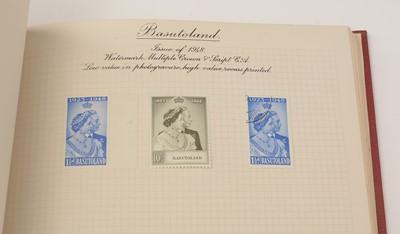 Basutoland.
Issue of 1948.
Watermark Multiple Crown & Script C.A.
Low value in photogravure, high value, recess printed.
1923-1948
1½d BASUTOLAND
10/-
BASUTOLAND
1923-1948
1½d BASUTOLAND